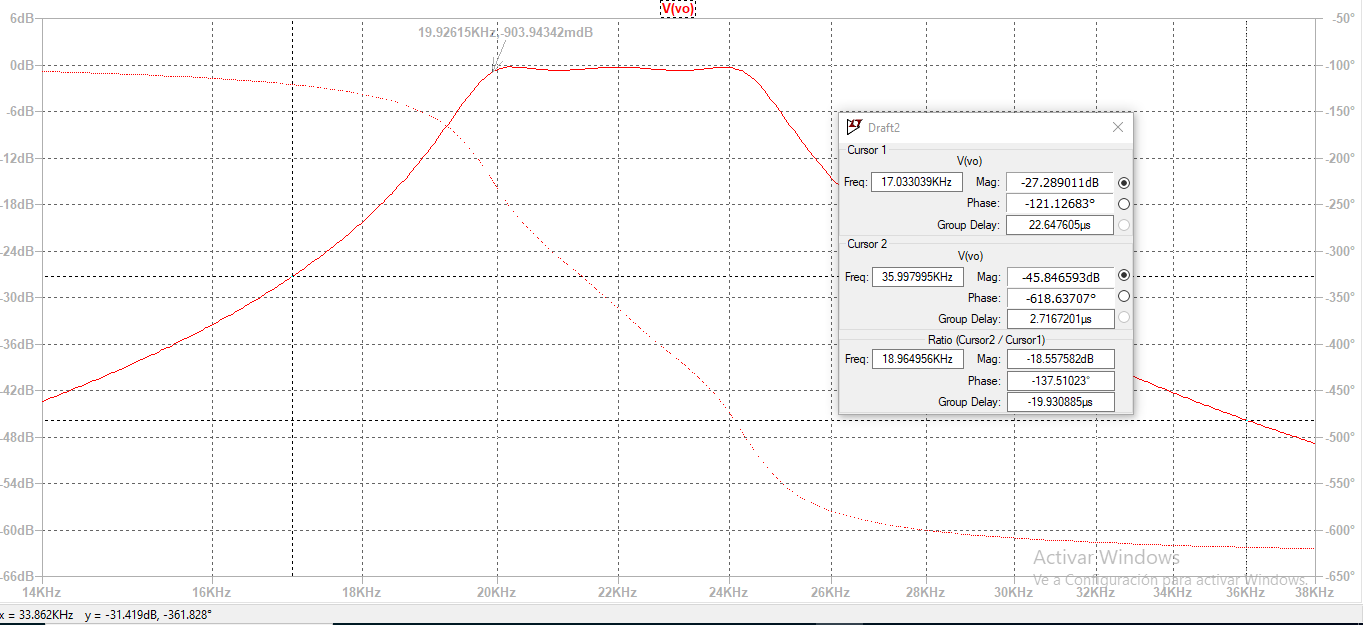 V(vo)
6dB
0dB
-6dB
-12dB
-18dB
-24dB
-30dB
-36dB
-42dB
-48dB
-54dB
-60dB
-66dB
19.92615KHz,-903.94342mdB
-50°
-100°
-150°
-200°
-250°
-300°
-350°
-400°
-450°
-500°
-550°
-600°
-650°
Draft2
Cursor 1
V(vo)
Freq: 17.033039KHz Mag: -27.289011dB
Phase: -121.12683°
Group Delay: 22.647605µs
Cursor 2
V(vo)
Freq: 35.997995KHz Mag: -45.846593dB
Phase: -618.63707°
Group Delay: 2.7167201µs
Ratio (Cursor2 / Cursor1)
Freq: 18.964956KHz Mag: -18.557582dB
Phase: -137.51023°
Group Delay: -19.930885µs
Activar Windows
Ve a Configuración para activar Windows.
14KHz 16KHz 18KHz 20KHz 22KHz 24KHz 26KHz 28KHz 30KHz 32KHz 34KHz 36KHz 38KHz
x = 33.862KHz y = -31.419dB, -361.828°